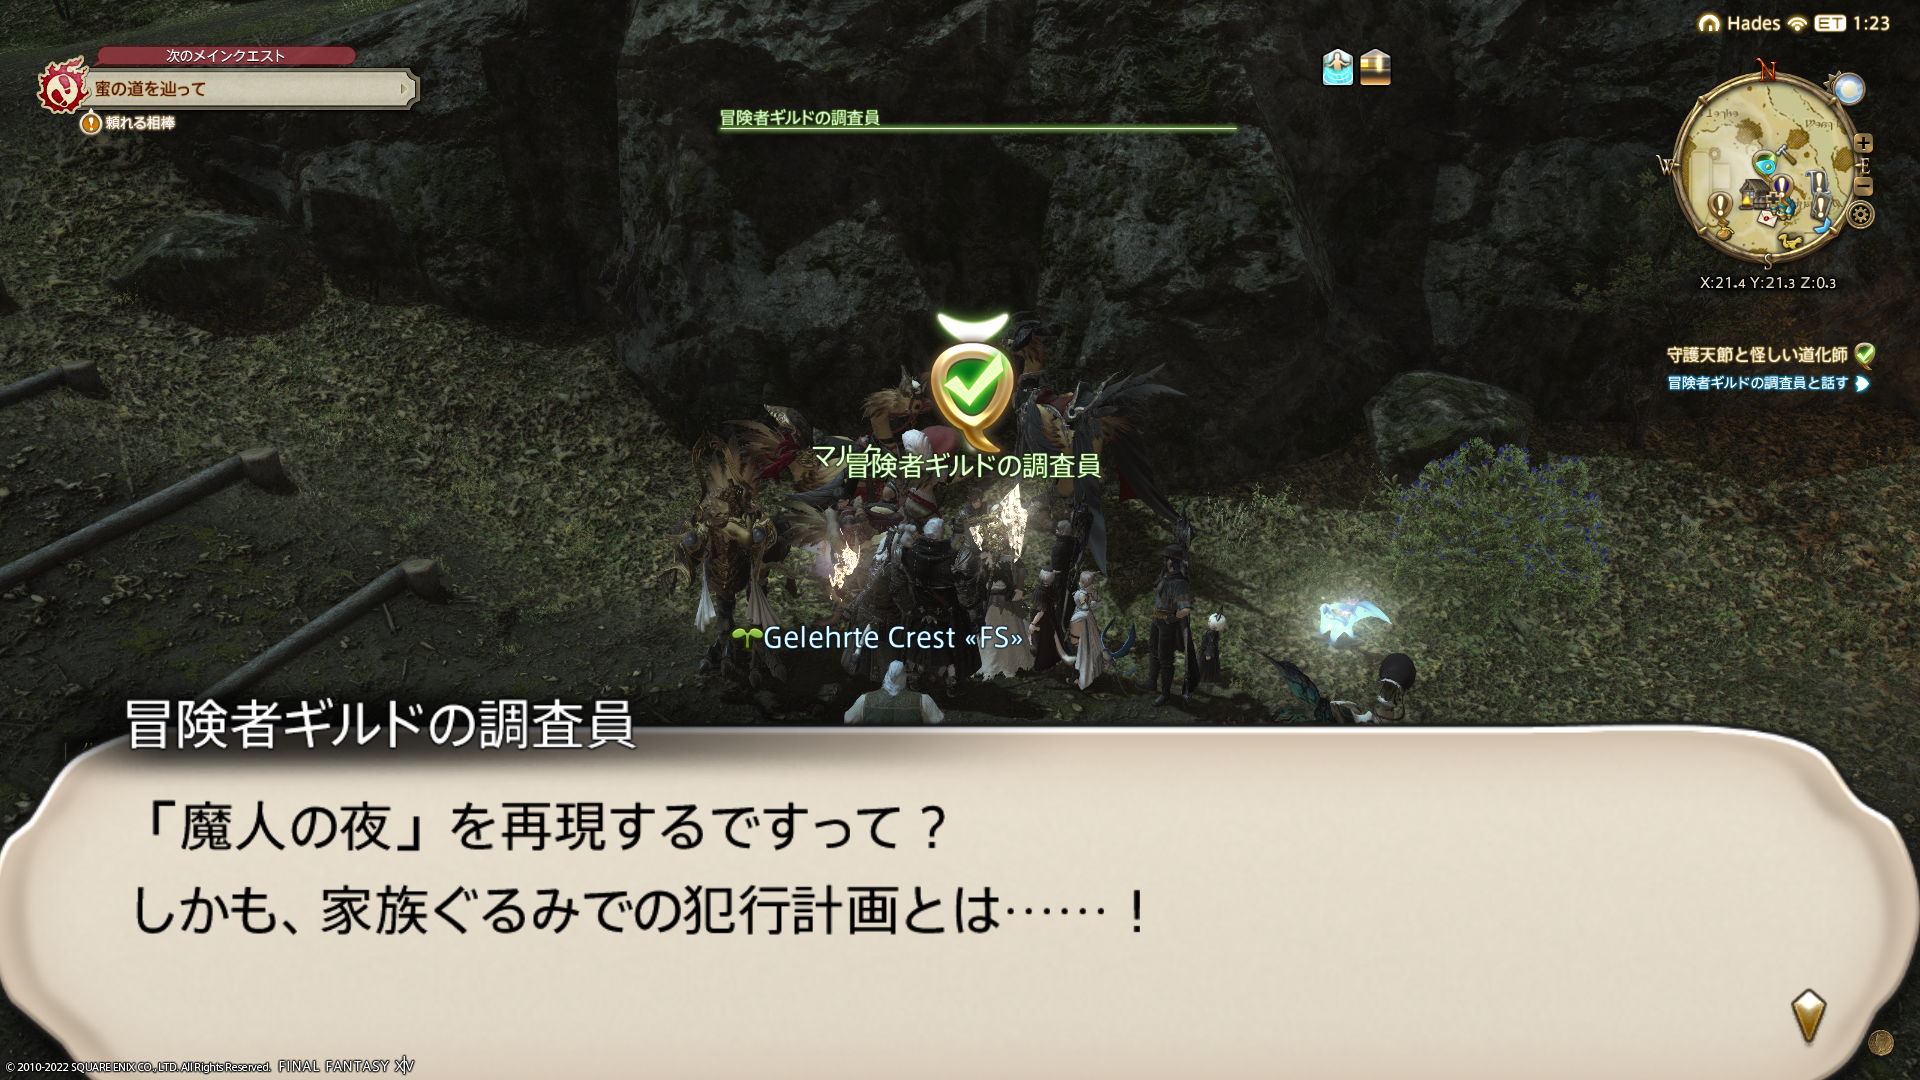 Hades ET 1:23
次のメインクエスト
蜜の道を辿って
頼れる相棒
冒険者ギルドの調査員
N
W
E
S
X:21.4 Y:21.3 Z:0.3
守護天節と怪しい道化師
冒険者ギルドの調査員と話す
冒険者ギルドの調査員
Gelehrte Crest «FS»
冒険者ギルドの調査員
「魔人の夜」を再現するですって？
しかも、家族ぐるみでの犯行計画とは……！
© 2010-2022 SQUARE ENIX CO., LTD. All Rights Reserved. FINAL FANTASY XIV